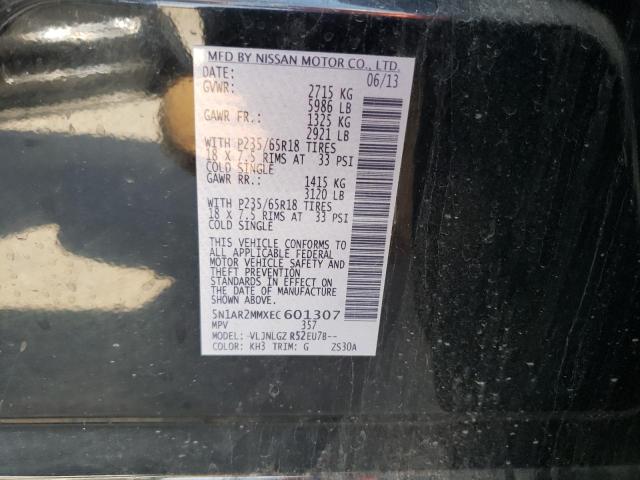 MFD BY NISSAN MOTOR CO., LTD.
DATE: 06/13
GVWR: 2715 KG
5986 LB
GAWR FR.: 1325 KG
2921 LB
WITH P235/65R18 TIRES
18 X 7.5 RIMS AT 33 PSI
COLD SINGLE
GAWR RR.: 1415 KG
3120 LB
WITH P235/65R18 TIRES
18 X 7.5 RIMS AT 33 PSI
COLD SINGLE
THIS VEHICLE CONFORMS TO
ALL APPLICABLE FEDERAL
MOTOR VEHICLE SAFETY AND
THEFT PREVENTION
STANDARDS IN EFFECT ON
THE DATE OF MANUFACTURE
SHOWN ABOVE.
5N1AR2MMXEC601307
MPV 357
MODEL: -VLJNLGZ R52EU7B--
COLOR: KH3 TRIM: G ZS30A